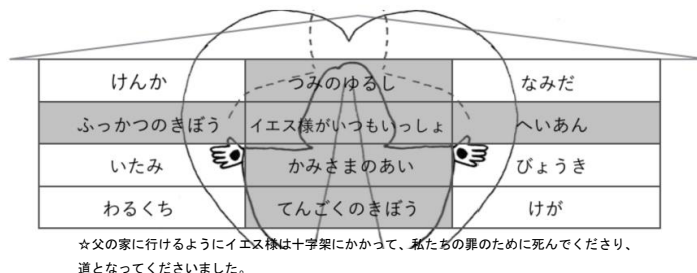 けんか つみのゆるし なみだ
ふっかつのきぼう イエス様がいつもいっしょ へいあん
いたみ かみさまのあい びょうき
わるくち てんごくのきぼう けが
☆父の家に行けるようにイエス様は十字架にかかって、私たちの罪のために死んでくださり、
道となってくださいました。